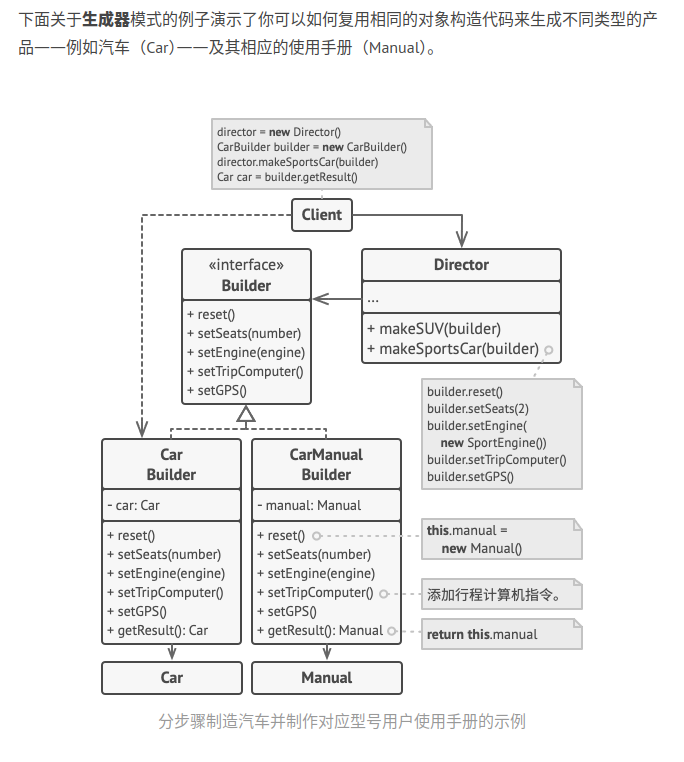 下面关于生成器模式的例子演示了你可以如何复用相同的对象构造代码来生成不同类型的产
品——例如汽车（Car）——及其相应的使用手册（Manual）。
director = new Director()
CarBuilder builder = new CarBuilder()
director.makeSportsCar(builder)
Car car = builder.getResult()
Client
«interface»
Builder
+ reset()
+ setSeats(number)
+ setEngine(engine)
+ setTripComputer()
+ setGPS()
Director
...
+ makeSUV(builder)
+ makeSportsCar(builder)
builder.reset()
builder.setSeats(2)
builder.setEngine(
new SportEngine())
builder.setTripComputer()
builder.setGPS()
Car
Builder
- car: Car
+ reset()
+ setSeats(number)
+ setEngine(engine)
+ setTripComputer()
+ setGPS()
+ getResult(): Car
CarManual
Builder
- manual: Manual
+ reset()
+ setSeats(number)
+ setEngine(engine)
+ setTripComputer()
+ setGPS()
+ getResult(): Manual
this.manual =
new Manual()
添加行程计算机指令。
return this.manual
Car
Manual
分步骤制造汽车并制作对应型号用户使用手册的示例